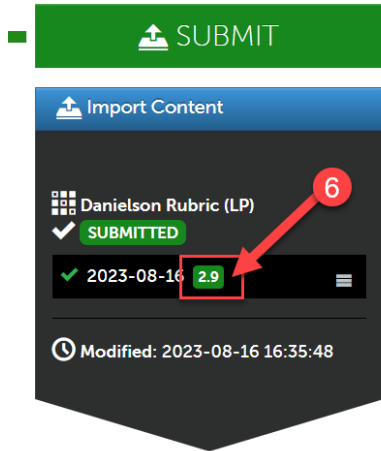 SUBMIT
Import Content
6
Danielson Rubric (LP)
SUBMITTED
2023-08-16 2.9
Modified: 2023-08-16 16:35:48